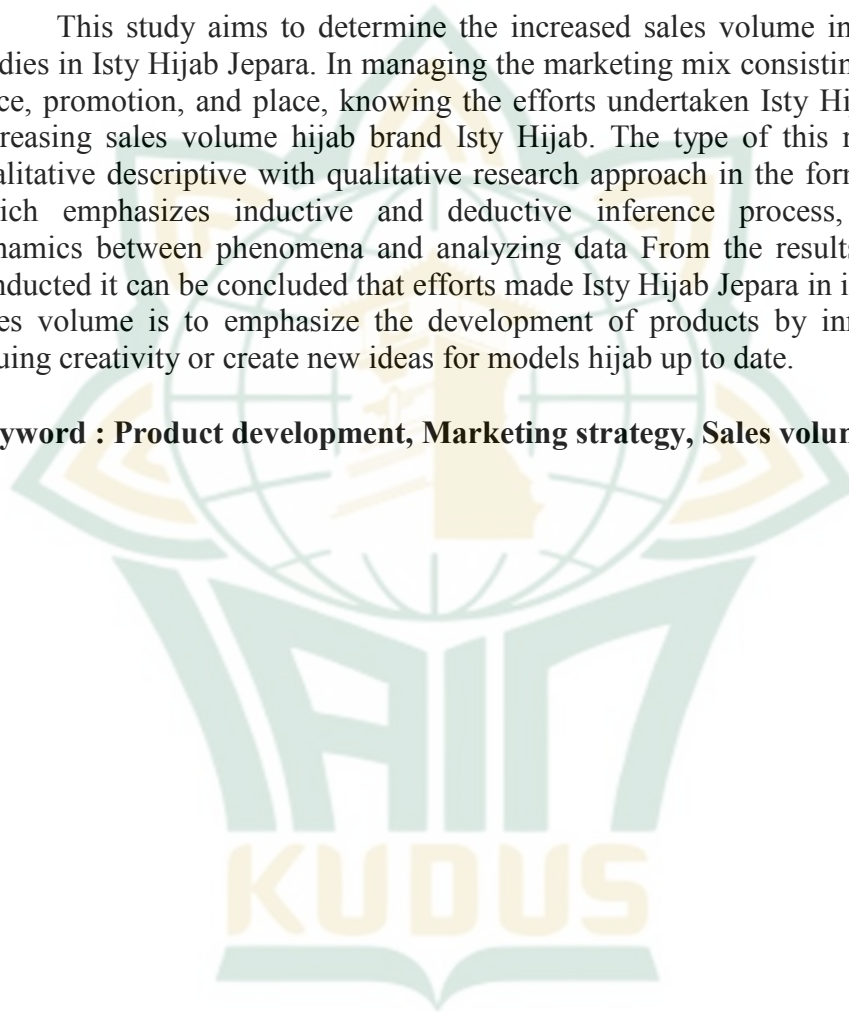 This study aims to determine the increased sales volume in
dies in Isty Hijab Jepara. In managing the marketing mix consistin
ce, promotion, and place, knowing the efforts undertaken Isty Hij
reasing sales volume hijab brand Isty Hijab. The type of this r
alitative descriptive with qualitative research approach in the form
ich emphasizes inductive and deductive inference process,
namics between phenomena and analyzing data From the results
nducted it can be concluded that efforts made Isty Hijab Jepara in i
es volume is to emphasize the development of products by inn
uing creativity or create new ideas for models hijab up to date.
yword : Product development, Marketing strategy, Sales volun
IAIN
KUDUS